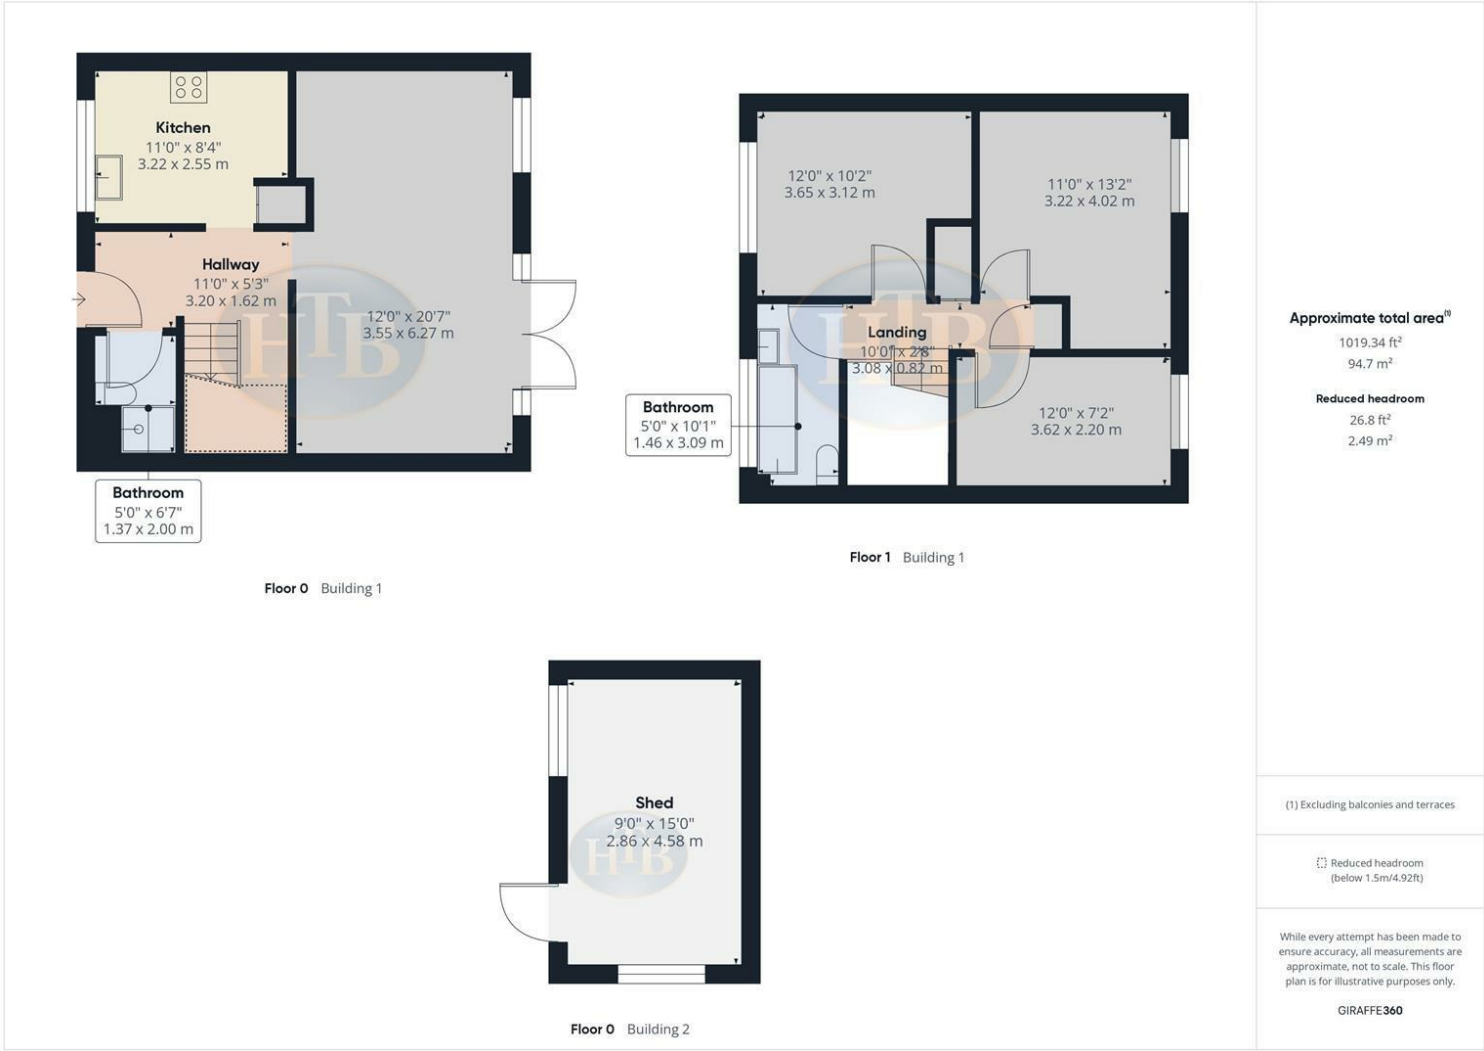 Kitchen
11'0" x 8'4"
3.22 x 2.55 m
Hallway
11'0" x 5'3"
3.20 x 1.62 m
12'0" x 20'7"
3.55 x 6.27 m
HTB
Bathroom
5'0" x 6'7"
1.37 x 2.00 m
Floor 0 Building 1
12'0" x 10'2"
3.65 x 3.12 m
11'0" x 13'2"
3.22 x 4.02 m
Landing
10'0" x 2'8"
3.08 x 0.82 m
HTB
Bathroom
5'0" x 10'1"
1.46 x 3.09 m
12'0" x 7'2"
3.62 x 2.20 m
Floor 1 Building 1
Shed
9'0" x 15'0"
2.86 x 4.58 m
HTB
Floor 0 Building 2
Approximate total area(1)
1019.34 ft²
94.7 m²
Reduced headroom
26.8 ft²
2.49 m²
(1) Excluding balconies and terraces
Reduced headroom
(below 1.5m/4.92ft)
While every attempt has been made to
ensure accuracy, all measurements are
approximate, not to scale. This floor
plan is for illustrative purposes only.
GIRAFFE360